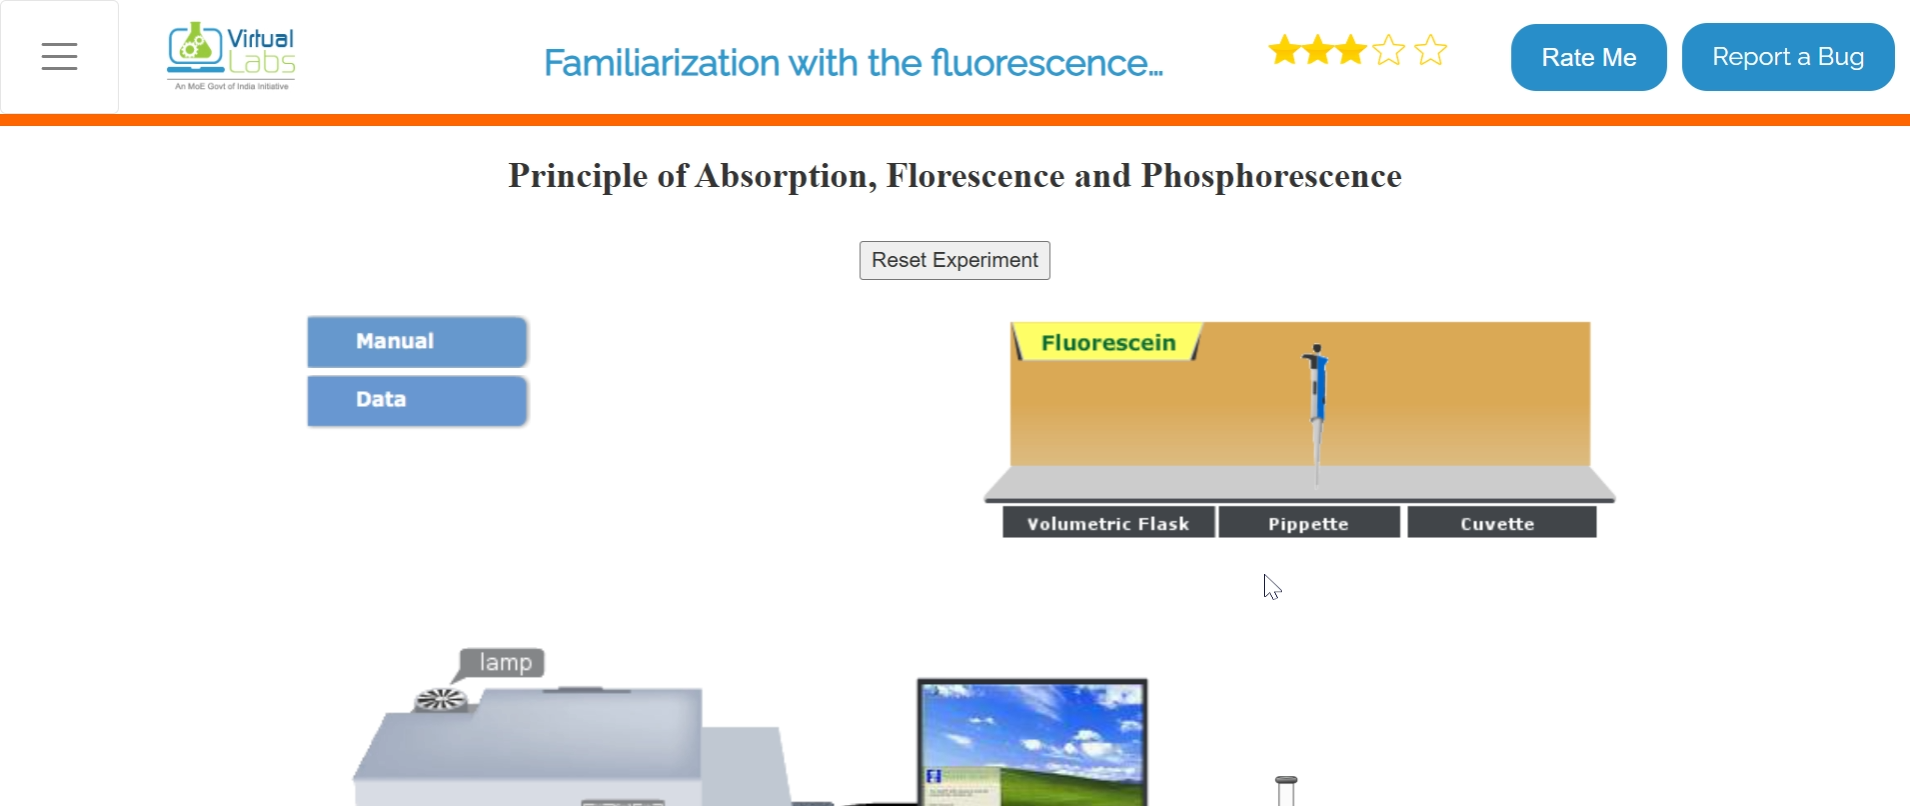 Virtual
Labs
An MoE Govt of India Initiative
Familiarization with the fluorescence...
Rate Me
Report a Bug
Principle of Absorption, Florescence and Phosphorescence
Reset Experiment
Manual
Data
Fluorescein
Volumetric Flask
Pippette
Cuvette
lamp